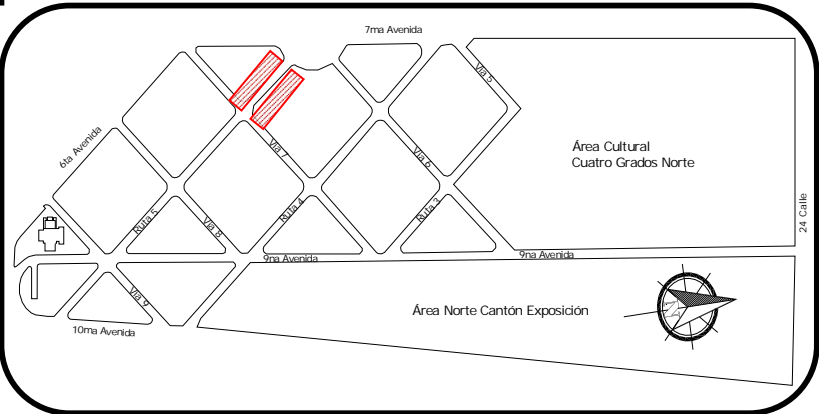 7ma Avenida
Vía 5
6ta Avenida
Área Cultural
Cuatro Grados Norte
Vía 7
Vía 6
24 Calle
Ruta 5
Vía 8
Ruta 4
Ruta 3
9na Avenida
9na Avenida
Vía 9
Área Norte Cantón Exposición
10ma Avenida